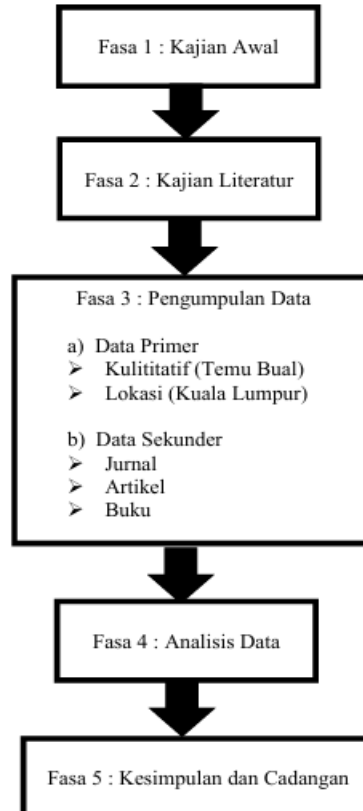 Fasa 1 : Kajian Awal
Fasa 2 : Kajian Literatur
Fasa 3 : Pengumpulan Data
a) Data Primer
➢ Kulititatif (Temu Bual)
➢ Lokasi (Kuala Lumpur)
b) Data Sekunder
➢ Jurnal
➢ Artikel
➢ Buku
Fasa 4 : Analisis Data
Fasa 5 : Kesimpulan dan Cadangan